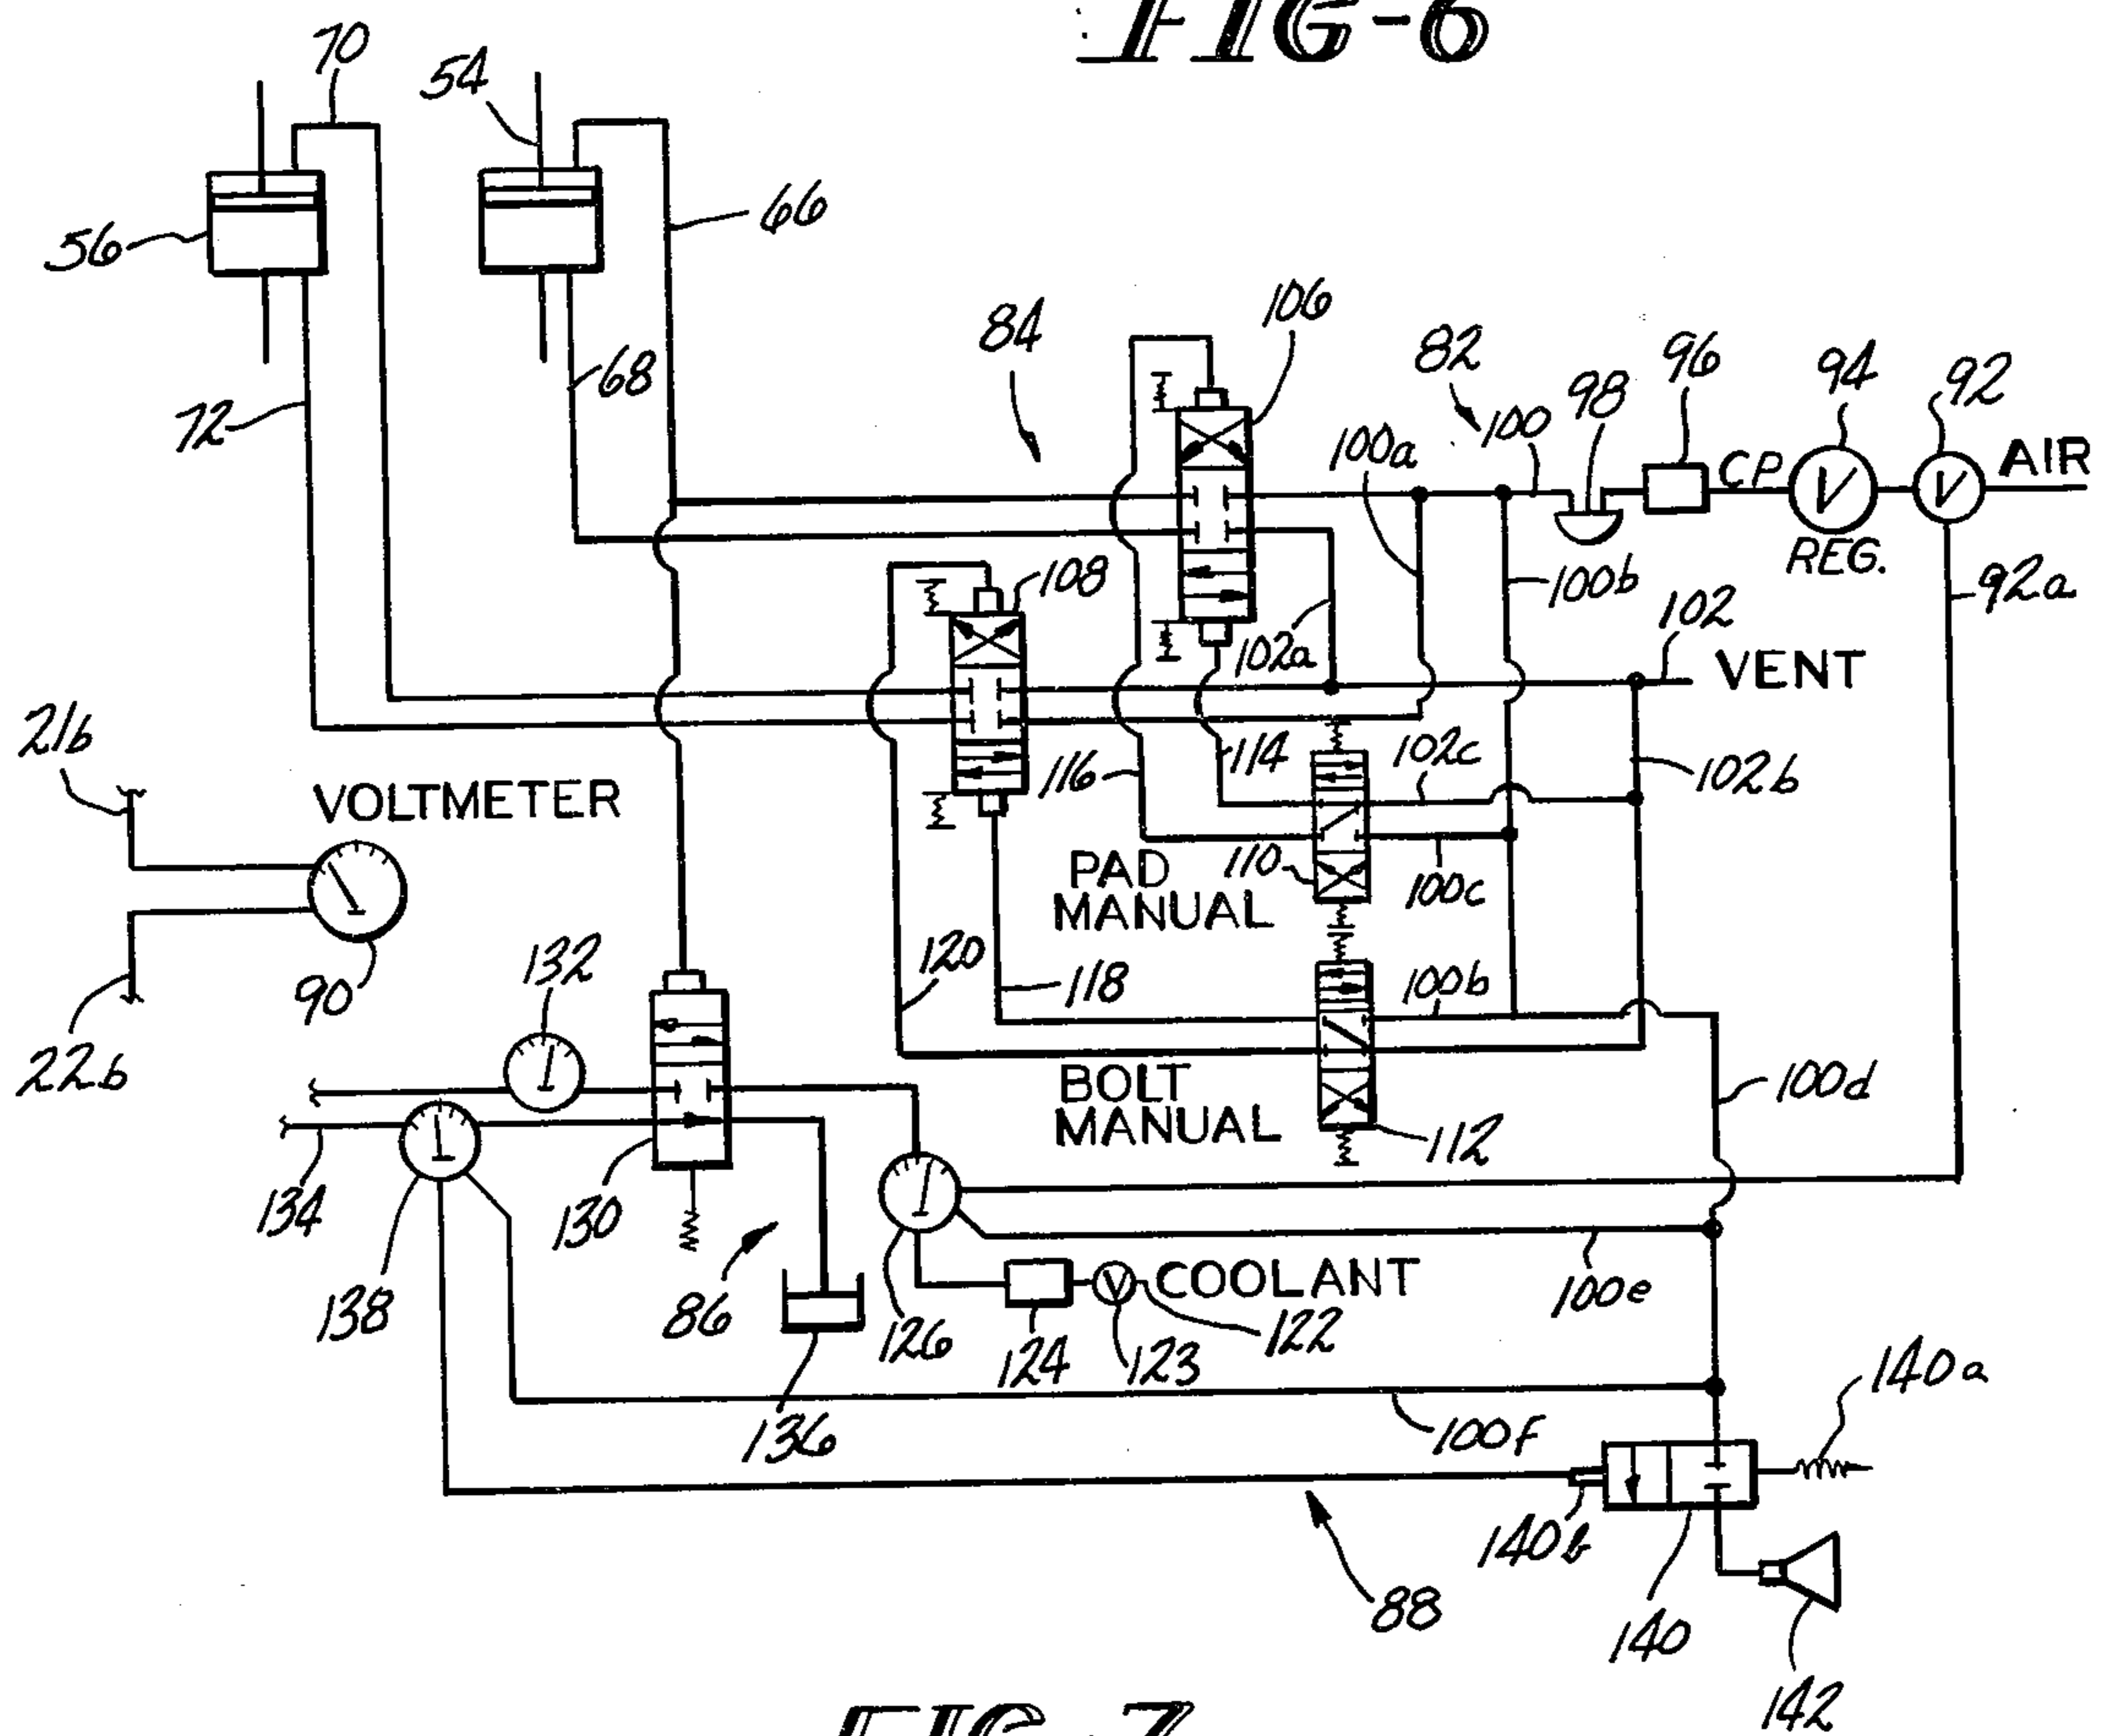 FIG-6
70
54
56
66
68
72
84
106
82
100
98
96
94
92
100a
CP
AIR
REG.
108
100b
92a
102
102a
VENT
21b
VOLTMETER
116
114
102c
102b
PAD
MANUAL
110
100c
90
22b
132
120
118
100b
BOLT
MANUAL
112
100d
134
130
138
86
136
126
124
COOLANT
123
122
100e
140a
100f
140b
88
140
142
FIG-7